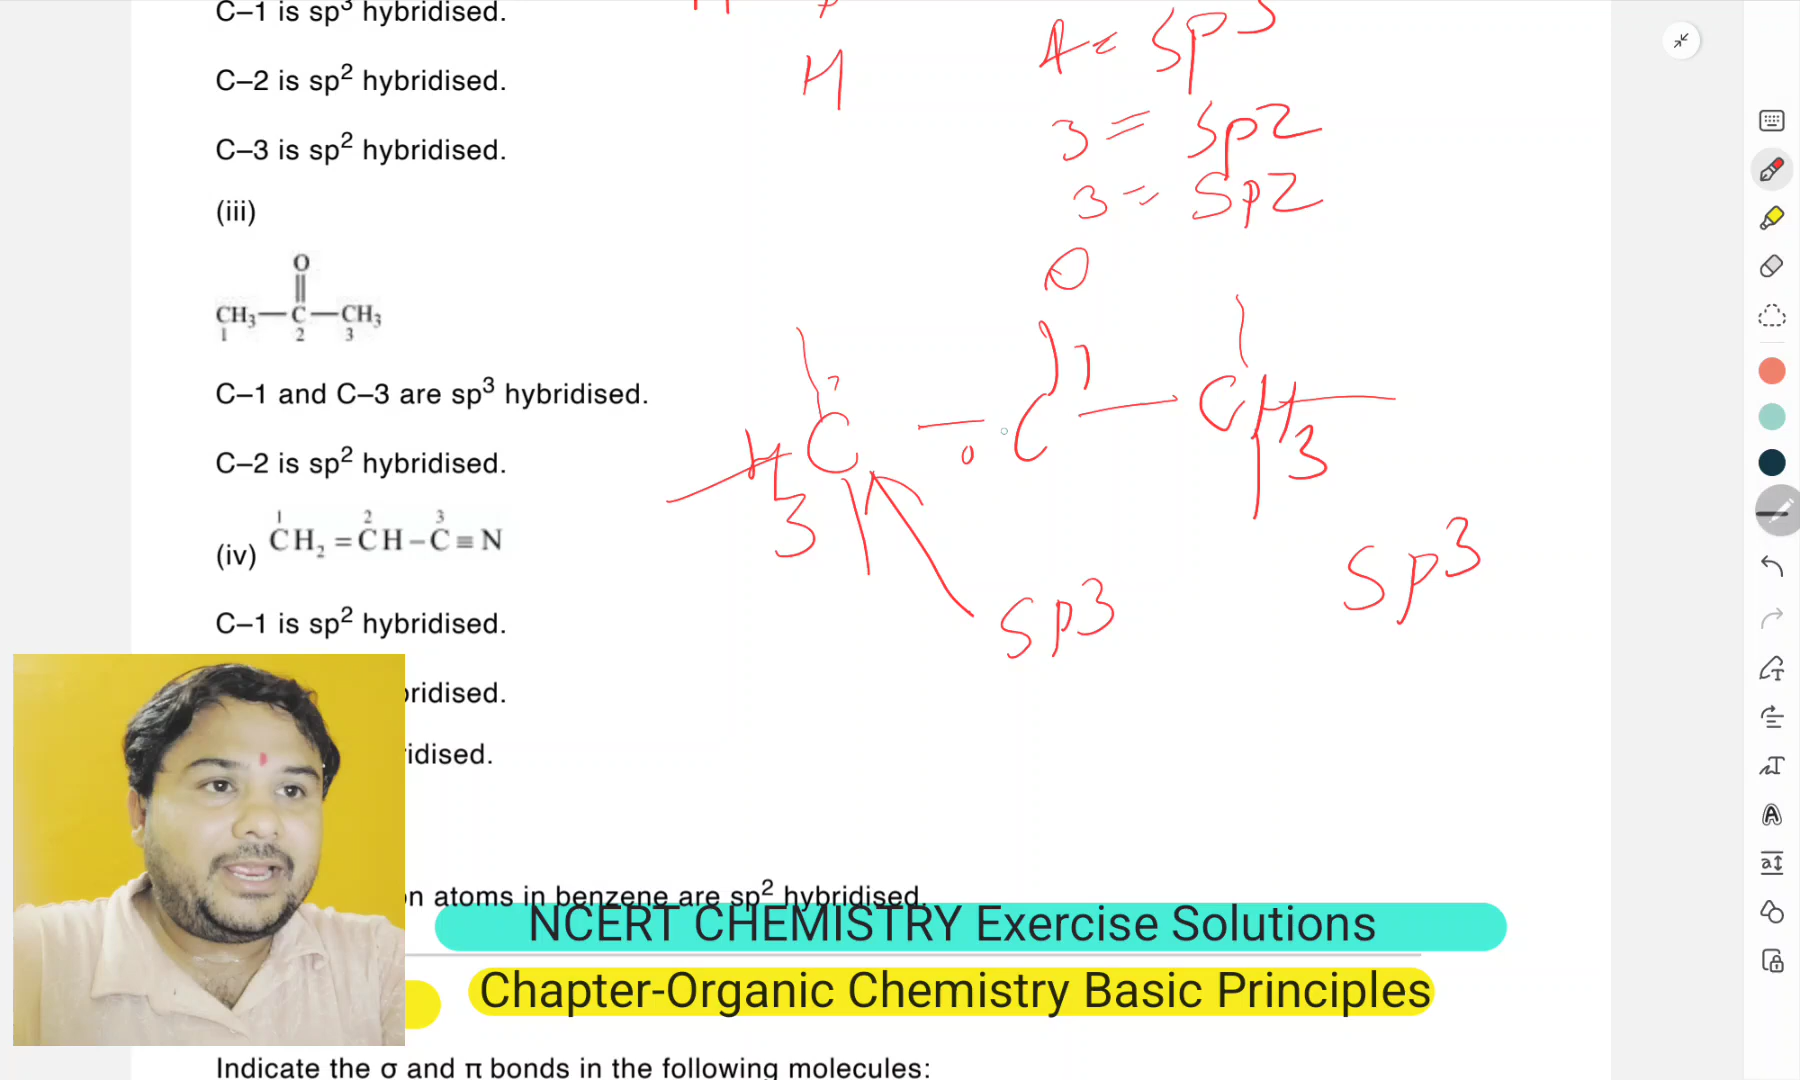 C–1 is sp3 hybridised.
C–2 is sp2 hybridised.
C–3 is sp2 hybridised.
(iii)
O
CH3—C—CH3
1 2 3
C–1 and C–3 are sp3 hybridised.
C–2 is sp2 hybridised.
1 2 3
(iv) CH2 = CH – C ≡ N
C–1 is sp2 hybridised.
bridised.
ridised.
n atoms in benzene are sp2 hybridised.
H
4= sp3
3 = sp2
3 = sp2
O
H3 C – C – CH3
sp3
sp3
NCERT CHEMISTRY Exercise Solutions
Chapter-Organic Chemistry Basic Principles
Indicate the σ and π bonds in the following molecules: